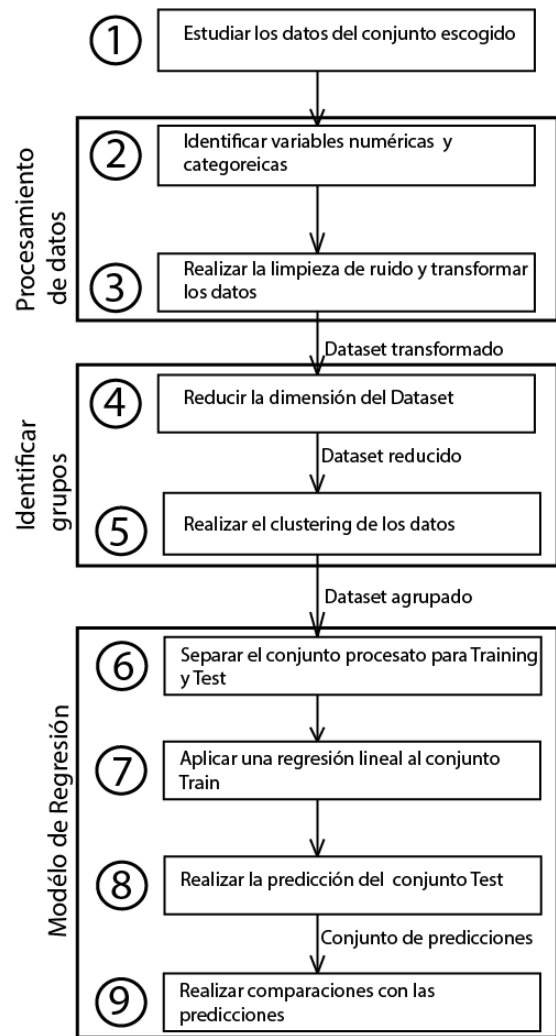 1
Estudiar los datos del conjunto escogido
Procesamiento
de datos
2
Identificar variables numéricas y
categoreicas
3
Realizar la limpieza de ruido y transformar
los datos
Dataset transformado
Identificar
grupos
4
Reducir la dimensión del Dataset
Dataset reducido
5
Realizar el clustering de los datos
Dataset agrupado
Modélo de Regresión
6
Separar el conjunto procesato para Training
y Test
7
Aplicar una regresión lineal al conjunto
Train
8
Realizar la predicción del conjunto Test
Conjunto de predicciones
9
Realizar comparaciones con las
predicciones